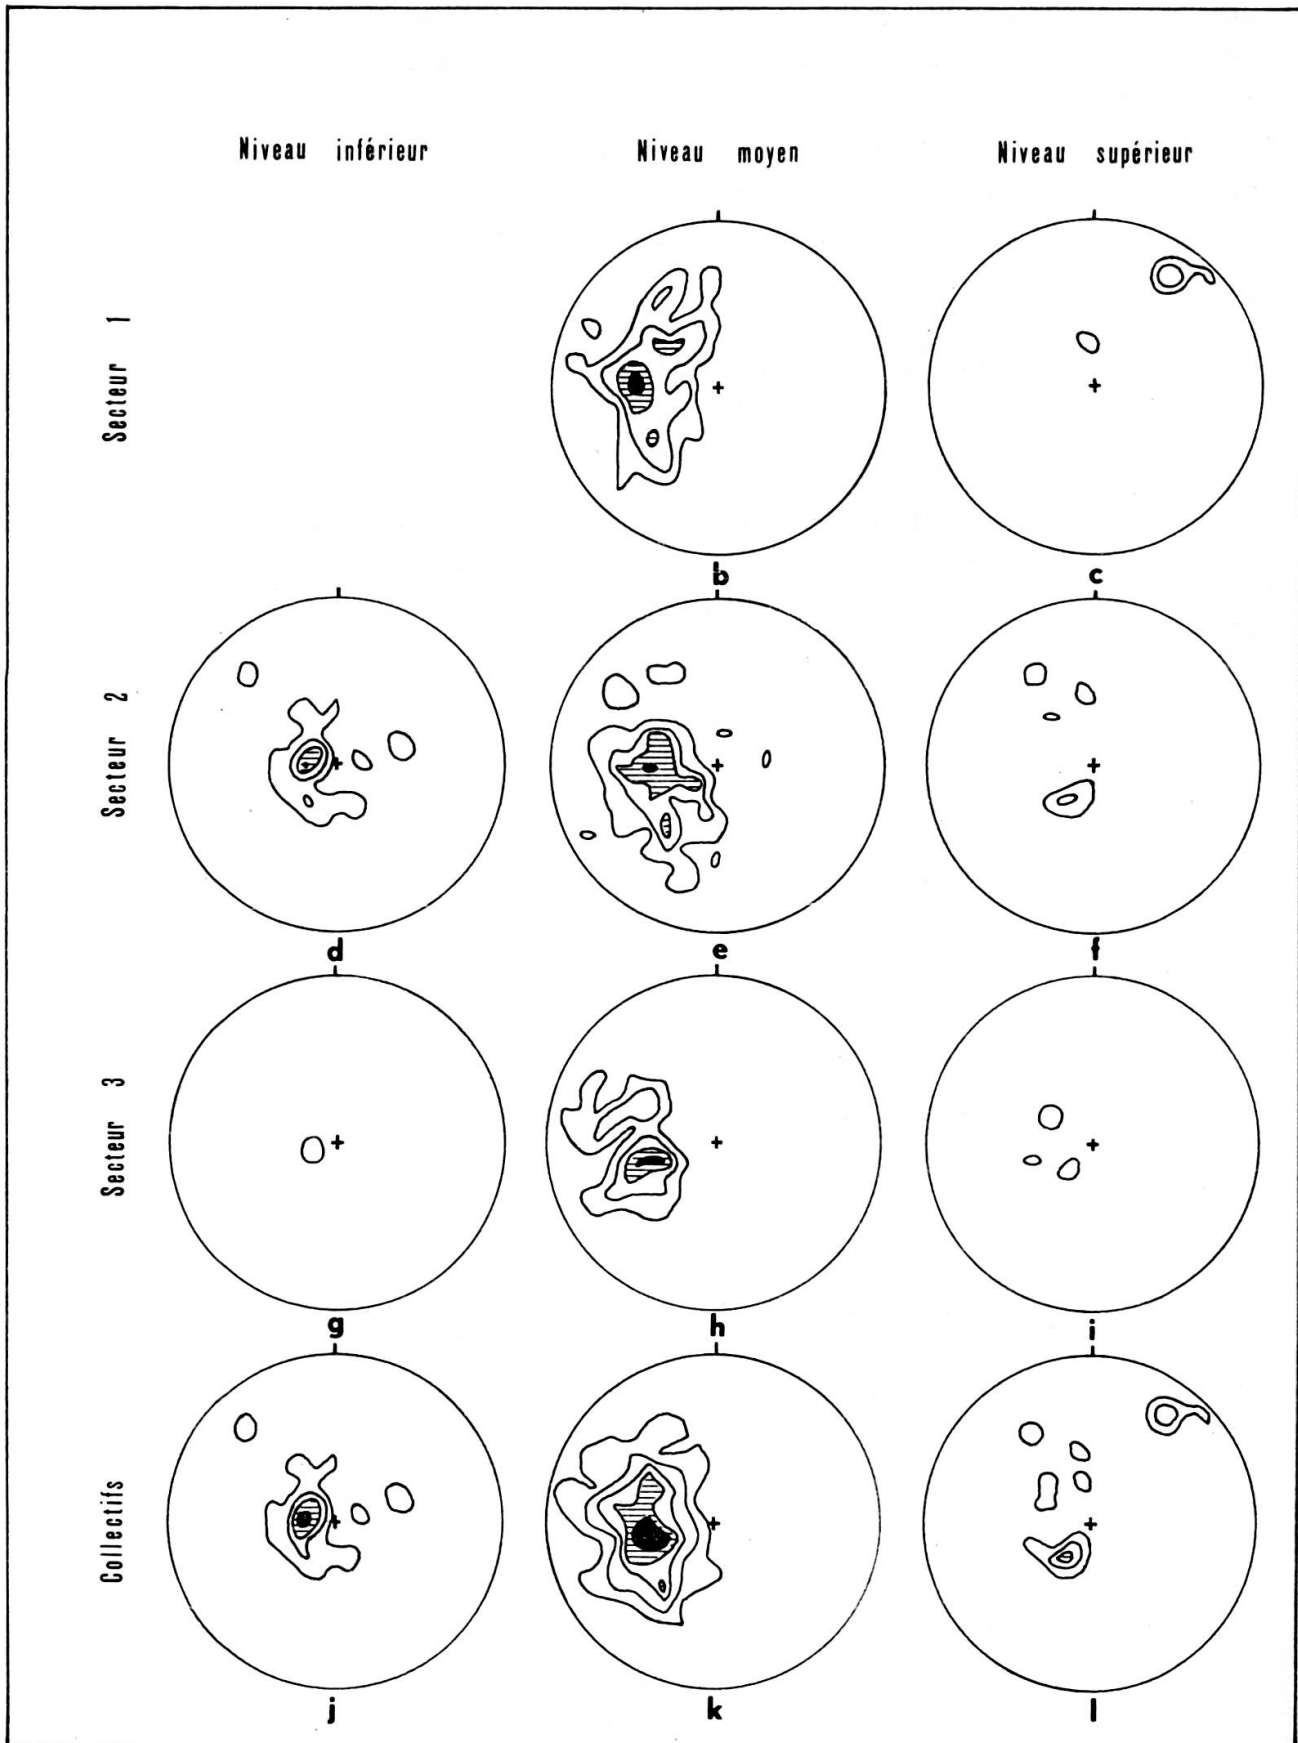 Niveau inférieur Niveau moyen Niveau supérieur
Secteur 1
b c
Secteur 2
d e f
Secteur 3
g h i
Collectifs
j k l